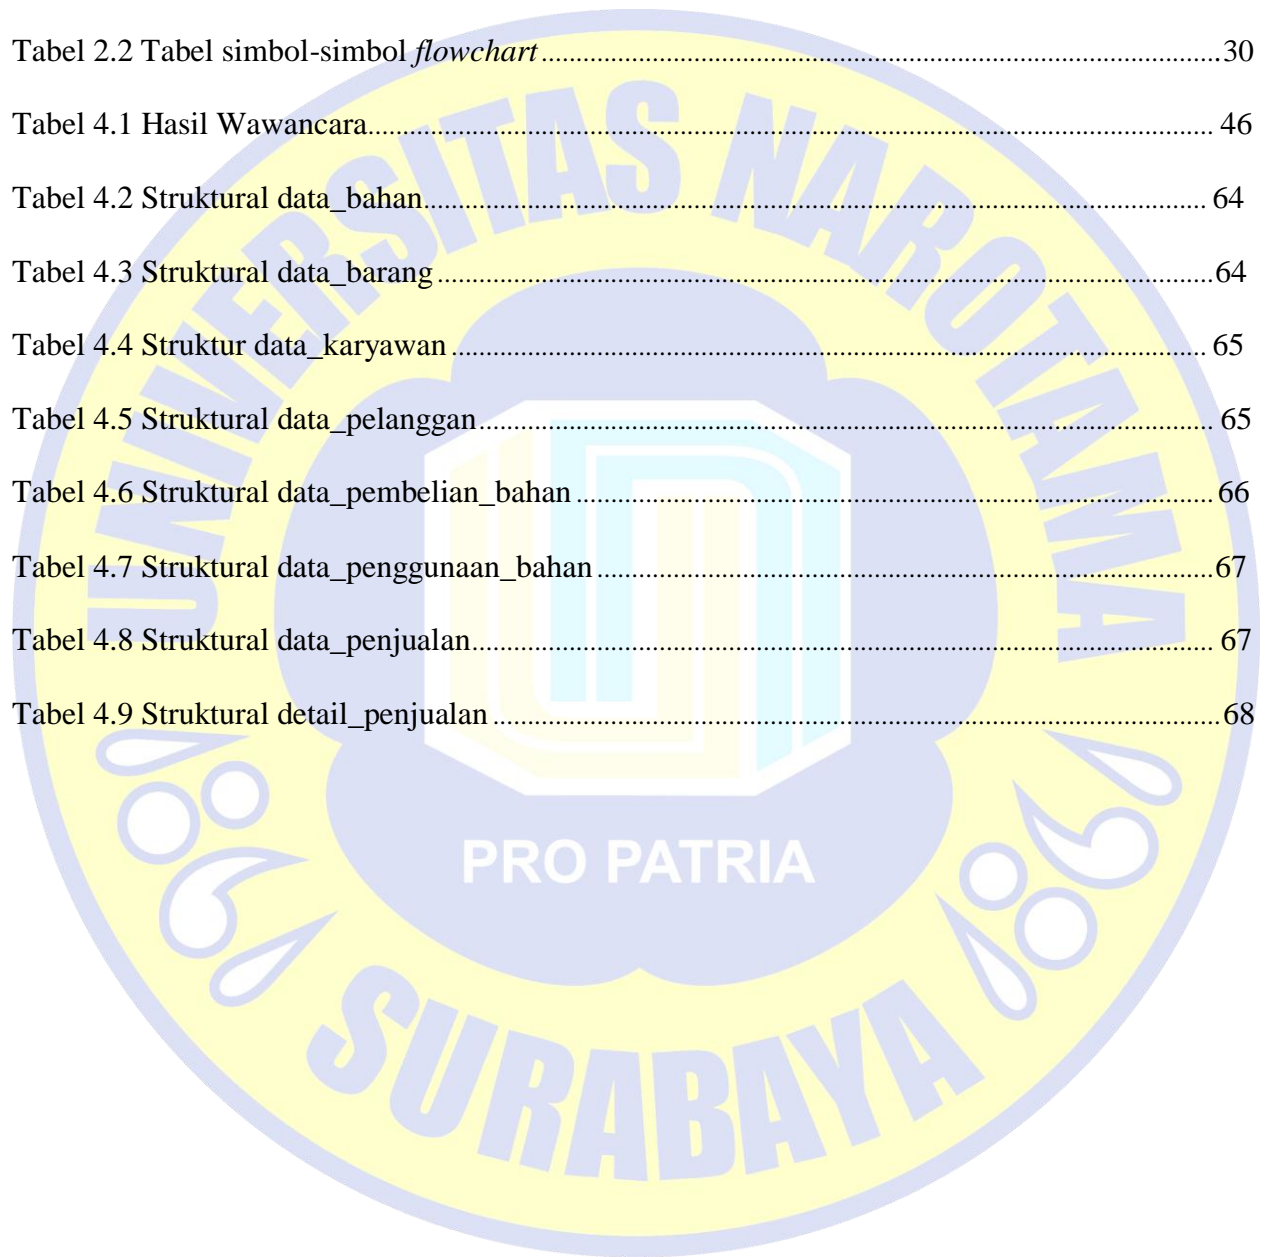 Tabel 2.2 Tabel simbol-simbol flowchart........30
Tabel 4.1 Hasil Wawancara........ 46
Tabel 4.2 Struktural data_bahan........ 64
Tabel 4.3 Struktural data_barang........64
Tabel 4.4 Struktur data_karyawan........ 65
Tabel 4.5 Struktural data_pelanggan........ 65
Tabel 4.6 Struktural data_pembelian_bahan........ 66
Tabel 4.7 Struktural data_penggunaan_bahan........67
Tabel 4.8 Struktural data_penjualan........ 67
Tabel 4.9 Struktural detail_penjualan........68
UNIVERSITAS NAROTAMA
PRO PATRIA
SURABAYA